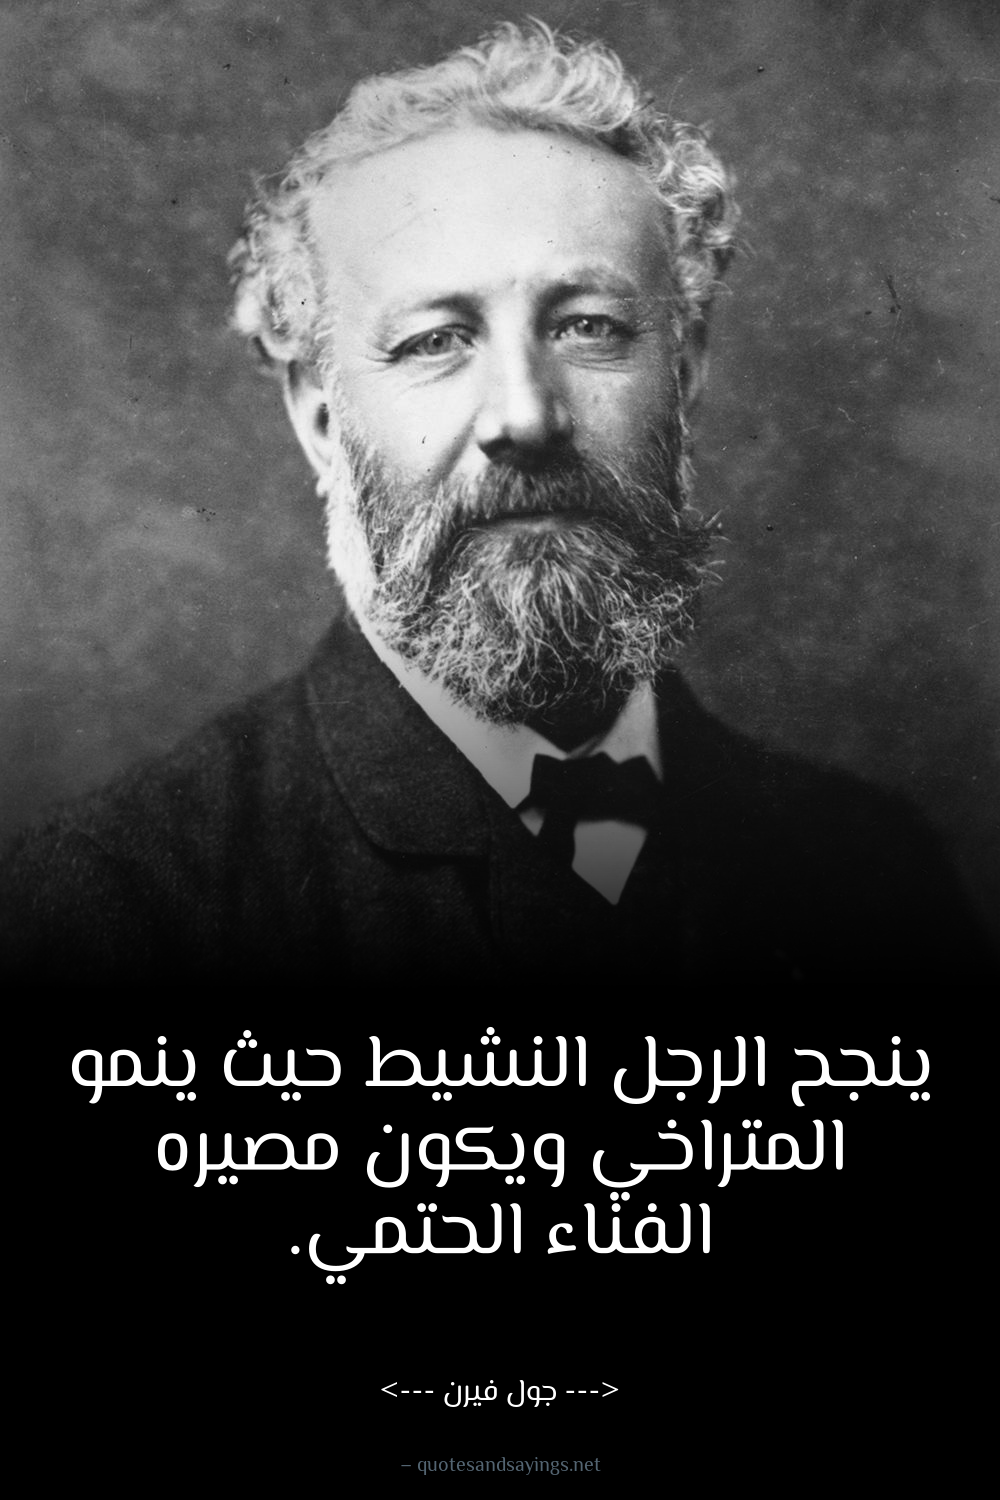 ينجح الرجل النشيط حيث ينمو
المتراخي ويكون مصيره
الفناء الحتمي.
<--- جول فيرن --->
– quotesandsayings.net